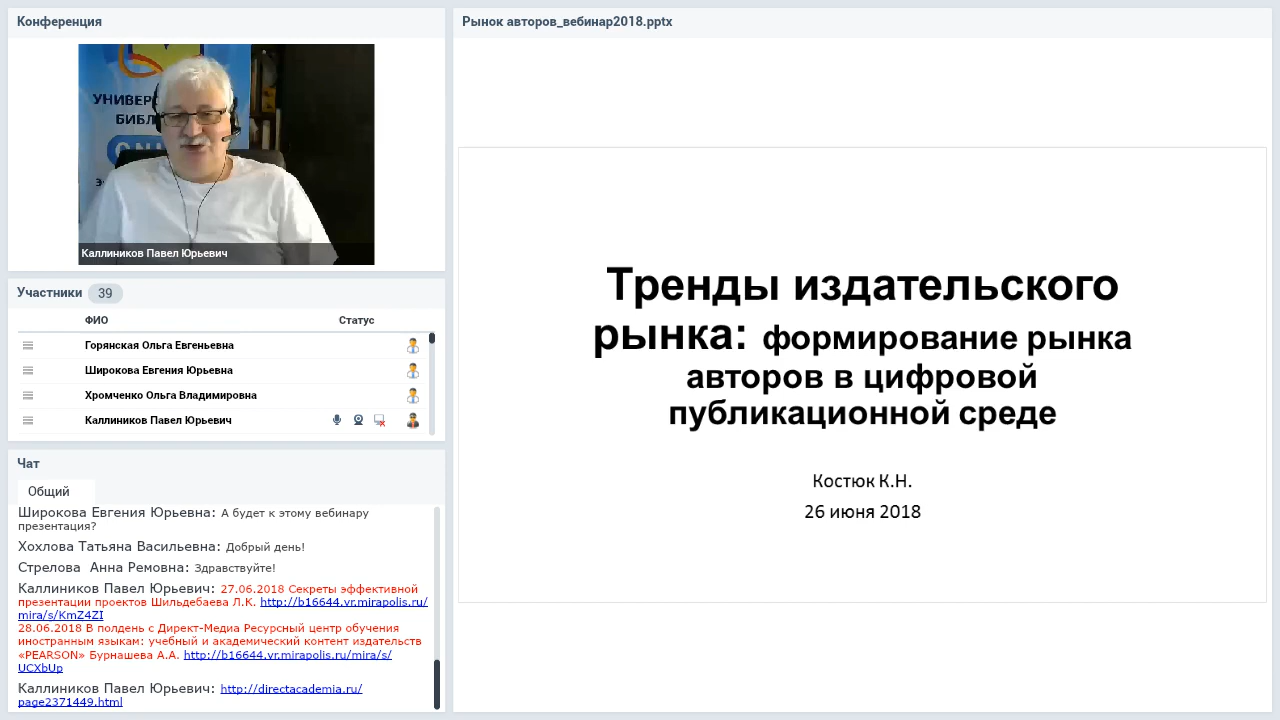 Конференция
УНИВЕР
БИБЛ
Каллиников Павел Юрьевич
Участники 39
ФИО Статус
Горянская Ольга Евгеньевна
Широкова Евгения Юрьевна
Хромченко Ольга Владимировна
Каллиников Павел Юрьевич
Чат
Общий
Широкова Евгения Юрьевна: А будет к этому вебинару
презентация?
Хохлова Татьяна Васильевна: Добрый день!
Стрелова Анна Ремовна: Здравствуйте!
Каллиников Павел Юрьевич: 27.06.2018 Секреты эффективной
презентации проектов Шильдебаева Л.К. http://b16644.vr.mirapolis.ru/
mira/s/KmZ4ZI
28.06.2018 В полдень с Директ-Медиа Ресурсный центр обучения
иностранным языкам: учебный и академический контент издательств
«PEARSON» Бурнашева А.А. http://b16644.vr.mirapolis.ru/mira/s/
UCXbUp
Каллиников Павел Юрьевич: http://directacademia.ru/
page2371449.html
Рынок авторов_вебинар2018.pptx
Тренды издательского
рынка: формирование рынка
авторов в цифровой
публикационной среде
Костюк К.Н.
26 июня 2018